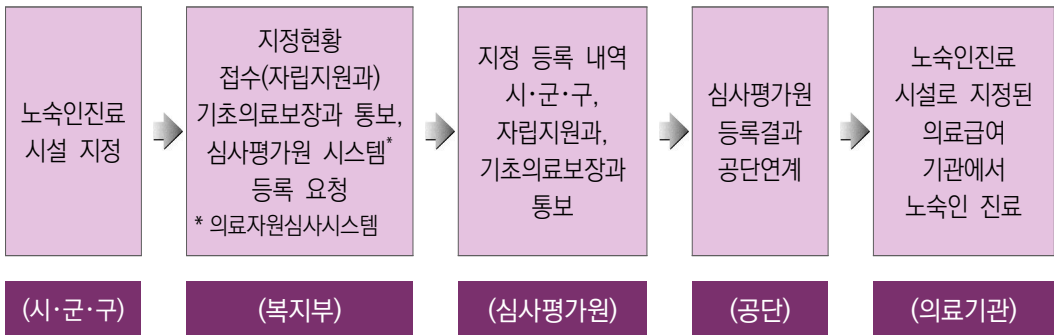 노숙인진료
시설 지정
지정현황
접수(자립지원과)
기초의료보장과 통보,
심사평가원 시스템*
등록 요청
* 의료자원심사시스템
지정 등록 내역
시·군·구,
자립지원과,
기초의료보장과
통보
심사평가원
등록결과
공단연계
노숙인진료
시설로 지정된
의료급여
기관에서
노숙인 진료
(시·군·구)
(복지부)
(심사평가원)
(공단)
(의료기관)